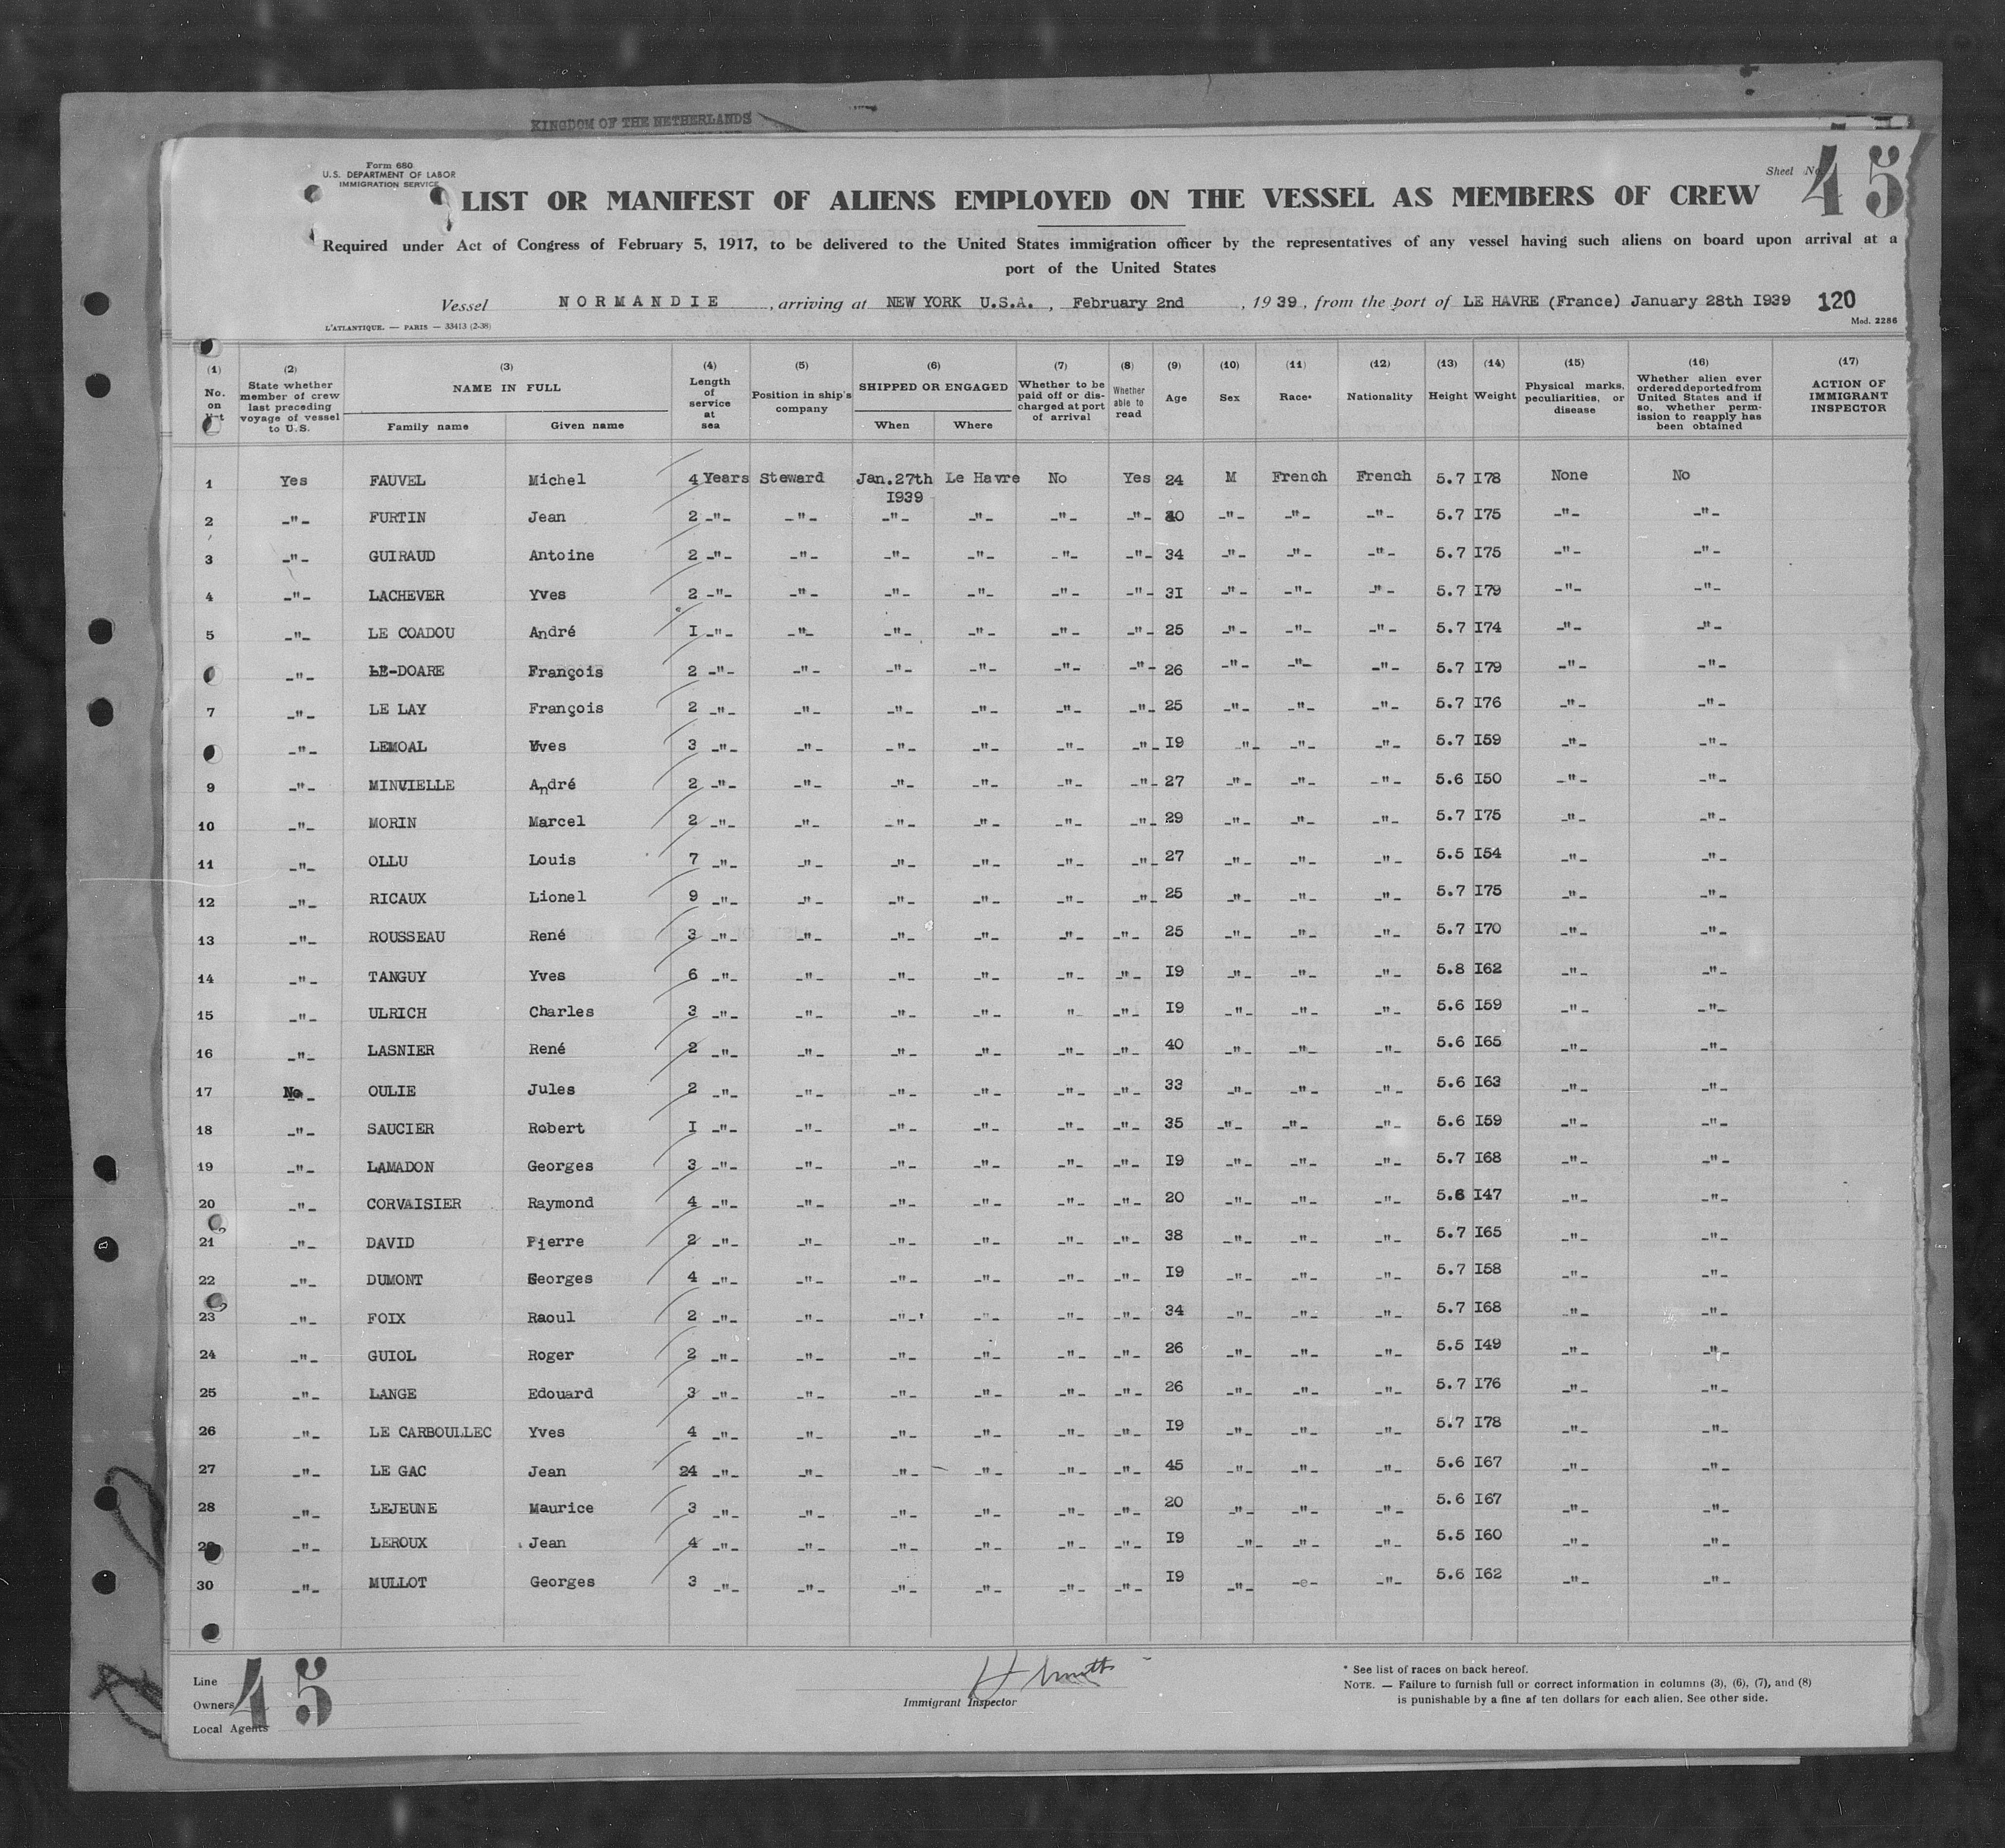 KINGDOM OF THE NETHERLANDS
Form 680
U.S. DEPARTMENT OF LABOR
IMMIGRATION SERVICE
Sheet No.
45
LIST OR MANIFEST OF ALIENS EMPLOYED ON THE VESSEL AS MEMBERS OF CREW
Required under Act of Congress of February 5, 1917, to be delivered to the United States immigration officer by the representatives of any vessel having such aliens on board upon arrival at a
port of the United States
Vessel NORMANDIE, arriving at NEW YORK U.S.A., February 2nd, 1939, from the port of LE HAVRE (France) January 28th I939 120
L'ATLANTIQUE. — PARIS — 33413 (2-38)
Mod. 2286
(1) No. on
(2) State whether member of crew last preceding voyage of vessel to U.S.
(3) NAME IN FULL Family name Given name
(4) Length of service at sea
(5) Position in ship's company
(6) SHIPPED OR ENGAGED When Where
(7) Whether to be paid off or discharged at port of arrival
(8) Whether able to read
(9) Age
(10) Sex
(11) Race*
(12) Nationality
(13) Height
(14) Weight
(15) Physical marks, peculiarities, or disease
(16) Whether alien ever ordered deported from United States and if so, whether permission to reapply has been obtained
(17) ACTION OF IMMIGRANT INSPECTOR
1 Yes FAUVEL Michel 4 Years Steward Jan.27th I939 Le Havre No Yes 24 M French French 5.7 I78 None No
2 -"- FURTIN Jean 2 -"- -"- -"- -"- -"- -"- -"- -"- -"- 5.7 I75 -"- -"-
3 -"- GUIRAUD Antoine 2 -"- -"- -"- -"- -"- -"- 34 -"- -"- -"- 5.7 I75 -"- -"-
4 -"- LACHEVER Yves 2 -"- -"- -"- -"- -"- -"- 3I -"- -"- -"- 5.7 I79 -"- -"-
5 -"- LE COADOU André I -"- -"- -"- -"- -"- -"- 25 -"- -"- -"- 5.7 I74 -"- -"-
-"- LE-DOARE François 2 -"- -"- -"- -"- -"- -"- 26 -"- -"- -"- 5.7 I79 -"- -"-
7 -"- LE LAY François 2 -"- -"- -"- -"- -"- -"- 25 -"- -"- -"- 5.7 I76 -"- -"-
-"- LEMOAL Yves 3 -"- -"- -"- -"- -"- -"- I9 -"- -"- -"- 5.7 I59 -"- -"-
9 -"- MINVIELLE André 2 -"- -"- -"- -"- -"- -"- 27 -"- -"- -"- 5.6 I50 -"- -"-
10 -"- MORIN Marcel 2 -"- -"- -"- -"- -"- -"- 29 -"- -"- -"- 5.7 I75 -"- -"-
11 -"- OLLU Louis 7 -"- -"- -"- -"- -"- -"- 27 -"- -"- -"- 5.5 I54 -"- -"-
12 -"- RICAUX Lionel 9 -"- -"- -"- -"- -"- -"- 25 -"- -"- -"- 5.7 I75 -"- -"-
13 -"- ROUSSEAU René 3 -"- -"- -"- -"- -"- -"- 25 -"- -"- -"- 5.7 I70 -"- -"-
14 -"- TANGUY Yves 6 -"- -"- -"- -"- -"- -"- I9 -"- -"- -"- 5.8 I62 -"- -"-
15 -"- ULRICH Charles 3 -"- -"- -"- -"- " -"- I9 -"- -"- -"- 5.6 I59 -"- -"-
16 -"- LASNIER René 2 -"- -"- -"- -"- -"- -"- 40 -"- -"- -"- 5.6 I65 -"- -"-
17 No OULIE Jules 2 -"- -"- -"- -"- -"- -"- 33 -"- -"- -"- 5.6 I63 -"- -"-
18 -"- SAUCIER Robert I -"- -"- -"- -"- -"- -"- 35 -"- -"- -"- 5.6 I59 -"- -"-
19 -"- LAMADON Georges 3 -"- -"- -"- -"- -"- -"- I9 -"- -"- -"- 5.7 I68 -"- -"-
20 -"- CORVAISIER Raymond 4 -"- -"- -"- -"- -"- -"- 20 -"- -"- -"- 5.6 I47 -"- -"-
21 -"- DAVID Pierre 2 -"- -"- -"- -"- -"- -"- 38 -"- -"- -"- 5.7 I65 -"- -"-
22 -"- DUMONT Georges 4 -"- -"- -"- -"- -"- -"- I9 -"- -"- -"- 5.7 I58 -"- -"-
23 -"- FOIX Raoul 2 -"- -"- -"- -"- -"- -"- 34 -"- -"- -"- 5.7 I68 -"- -"-
24 -"- GUIOL Roger 2 -"- -"- -"- -"- -"- -"- 26 -"- -"- -"- 5.5 I49 -"- -"-
25 -"- LANGE Edouard 3 -"- -"- -"- -"- -"- -"- 26 -"- -"- -"- 5.7 I76 -"- -"-
26 -"- LE CARBOULLEC Yves 4 -"- -"- -"- -"- -"- -"- I9 -"- -"- -"- 5.7 I78 -"- -"-
27 -"- LE GAC Jean 24 -"- -"- -"- -"- -"- -"- 45 -"- -"- -"- 5.6 I67 -"- -"-
28 -"- LEJEUNE Maurice 3 -"- -"- -"- -"- -"- -"- 20 -"- -"- -"- 5.6 I67 -"- -"-
29 -"- LEROUX Jean 4 -"- -"- -"- -"- -"- -"- I9 -"- -"- -"- 5.5 I60 -"- -"-
30 -"- MULLOT Georges 3 -"- -"- -"- -"- -"- -"- I9 -"- -e- -"- 5.6 I62 -"- -"-
Line
Owners
Local Agents
45
Immigrant Inspector
* See list of races on back hereof.
NOTE. — Failure to furnish full or correct information in columns (3), (6), (7), and (8)
is punishable by a fine af ten dollars for each alien. See other side.